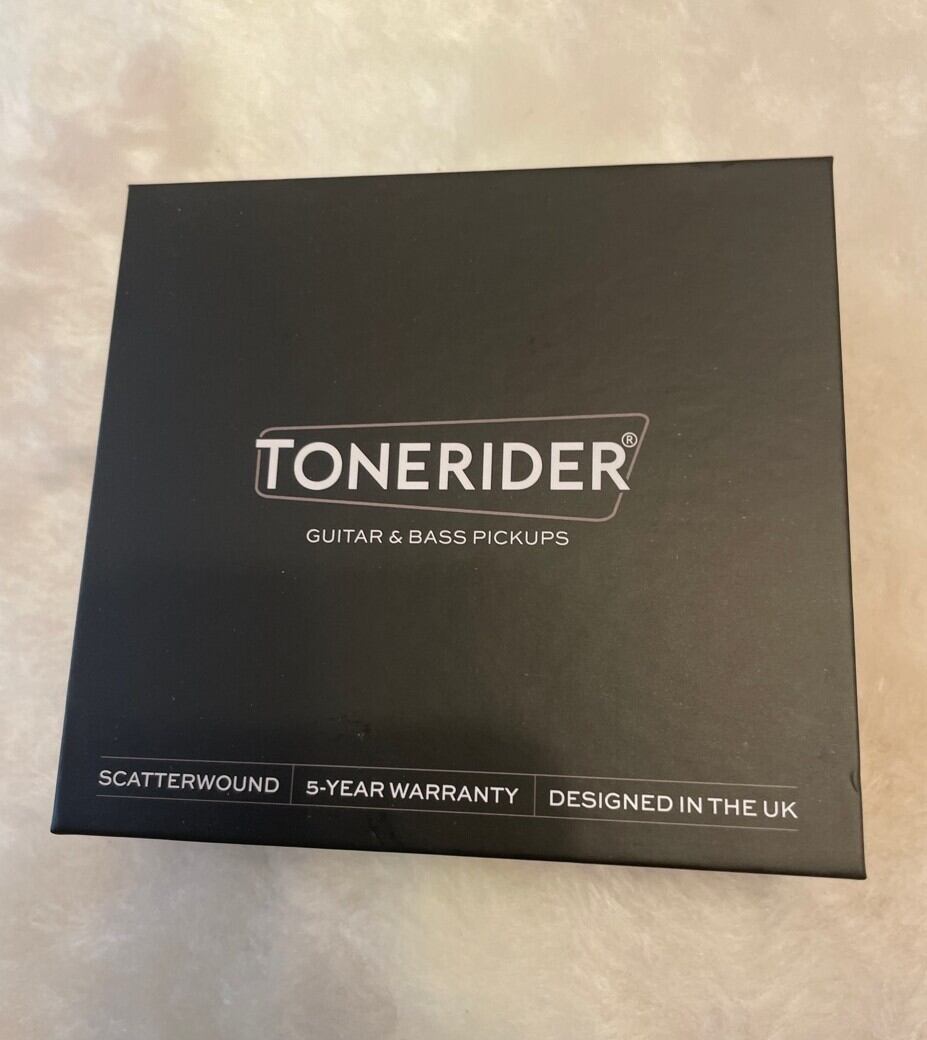 TONERIDER®
GUITAR & BASS PICKUPS
SCATTERWOUND 5-YEAR WARRANTY DESIGNED IN THE UK